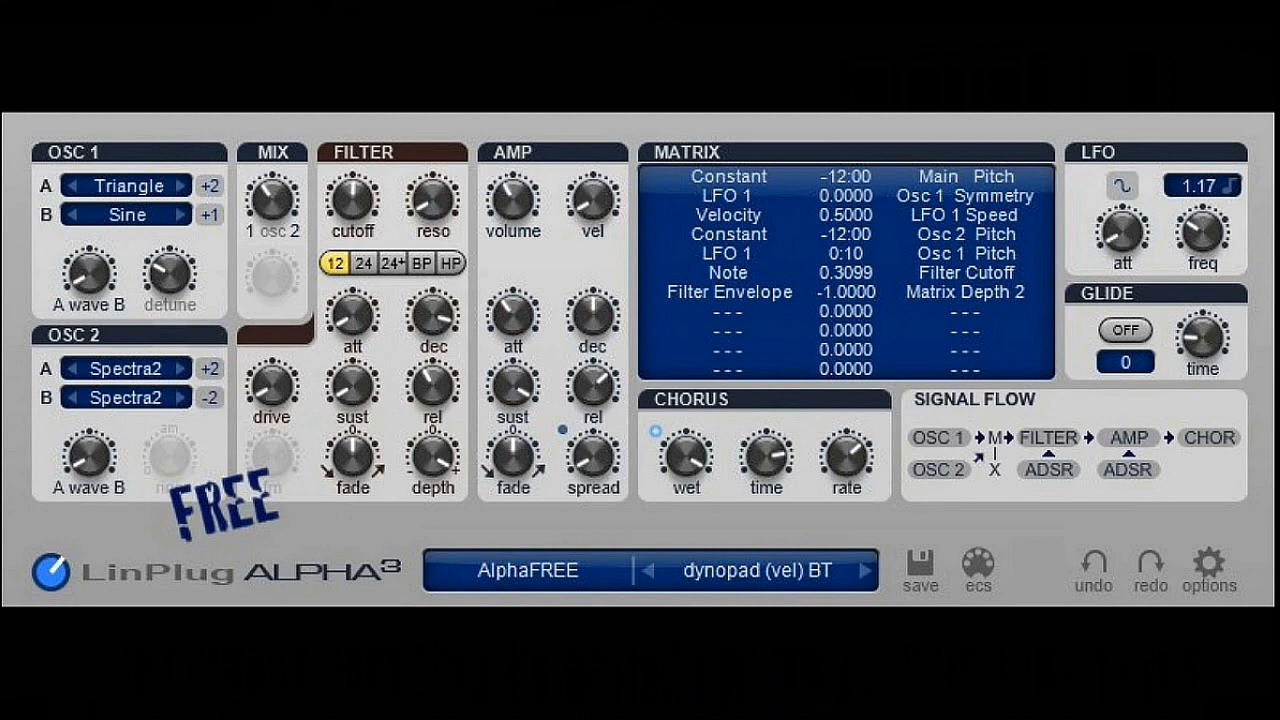 OSC 1
A Triangle +2
B Sine +1
A wave B detune
OSC 2
A Spectra2 +2
B Spectra2 -2
am
A wave B
fm
FREE
MIX
1 osc 2
drive
FILTER
cutoff reso
12 24 24+ BP HP
att dec
sust rel
0 0
- +
fade depth
AMP
volume vel
att dec
sust rel
0
fade spread
MATRIX
Constant -12:00 Main Pitch
LFO 1 0.0000 Osc 1 Symmetry
Velocity 0.5000 LFO 1 Speed
Constant -12:00 Osc 2 Pitch
LFO 1 0:10 Osc 1 Pitch
Note 0.3099 Filter Cutoff
Filter Envelope -1.0000 Matrix Depth 2
--- 0.0000 ---
--- 0.0000 ---
--- 0.0000 ---
--- 0.0000 ---
CHORUS
wet time rate
LFO
1.17
att freq
GLIDE
OFF
0
time
SIGNAL FLOW
OSC 1 M FILTER AMP CHOR
OSC 2 X ADSR ADSR
LinPlug ALPHA3
AlphaFREE dynopad (vel) BT
save ecs undo redo options